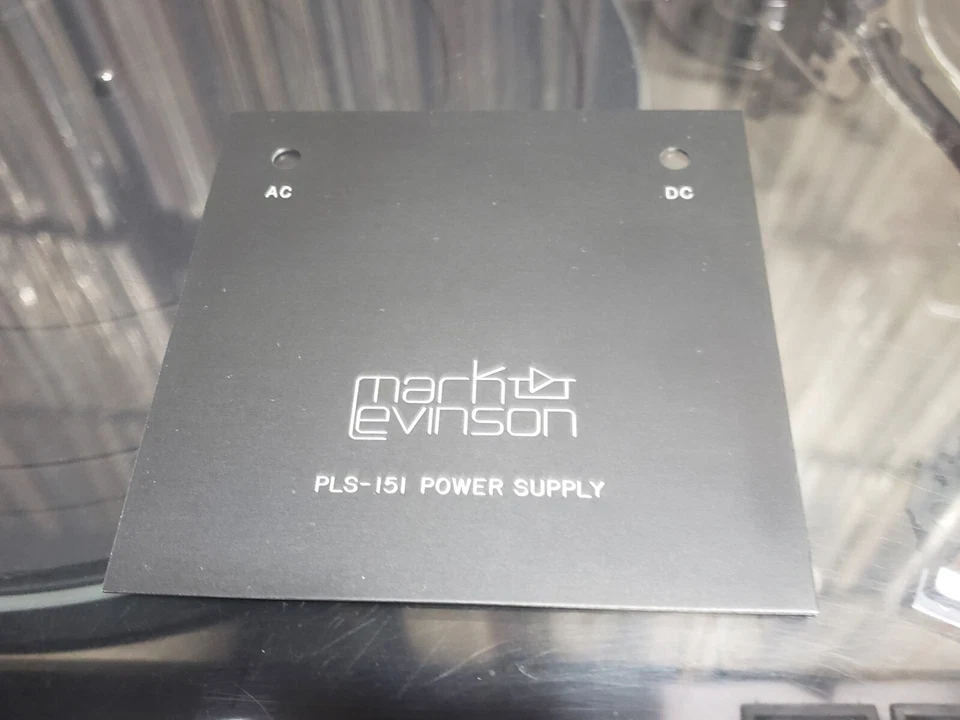 AC DC
mark
Levinson
PLS-151 POWER SUPPLY